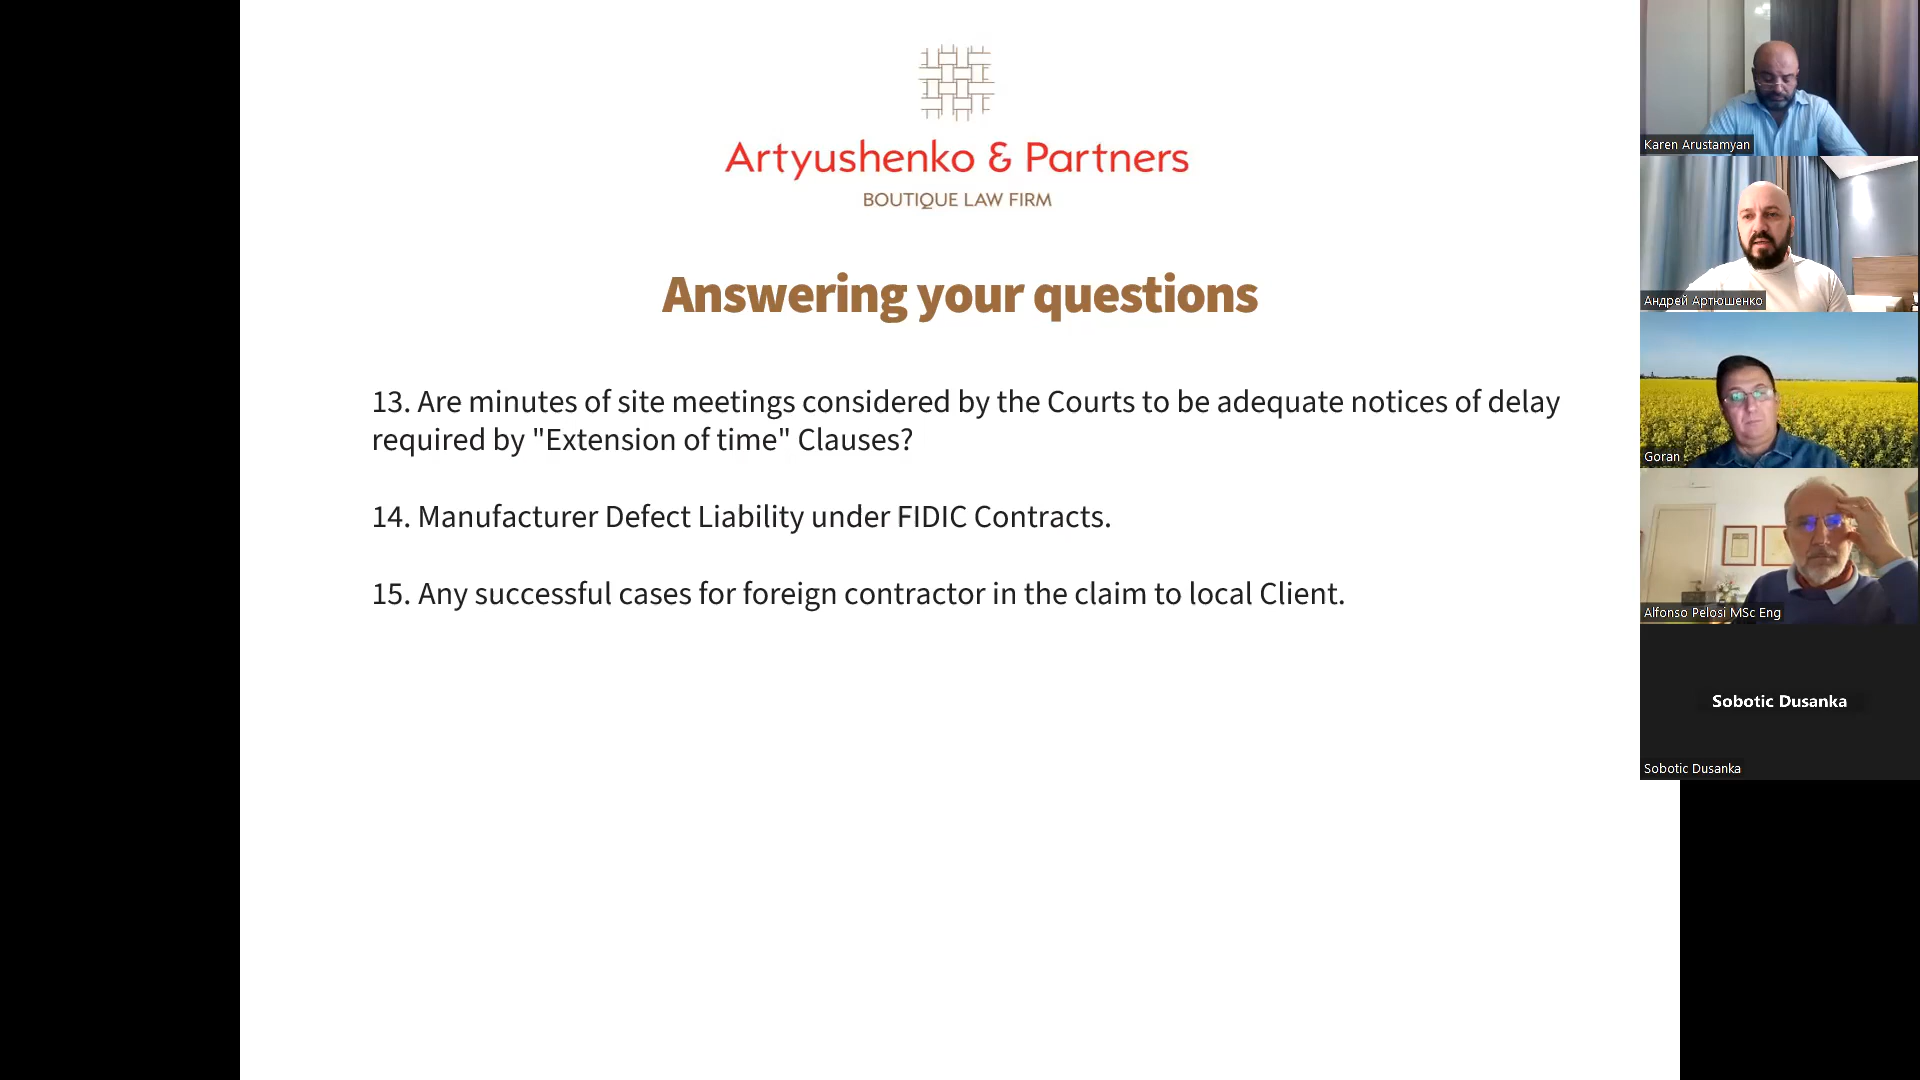 Artyushenko & Partners
BOUTIQUE LAW FIRM
Answering your questions
13. Are minutes of site meetings considered by the Courts to be adequate notices of delay
required by "Extension of time" Clauses?
14. Manufacturer Defect Liability under FIDIC Contracts.
15. Any successful cases for foreign contractor in the claim to local Client.
Karen Arustamyan
Андрей Артюшенко
Goran
Alfonso Pelosi MSc Eng
Sobotic Dusanka
Sobotic Dusanka